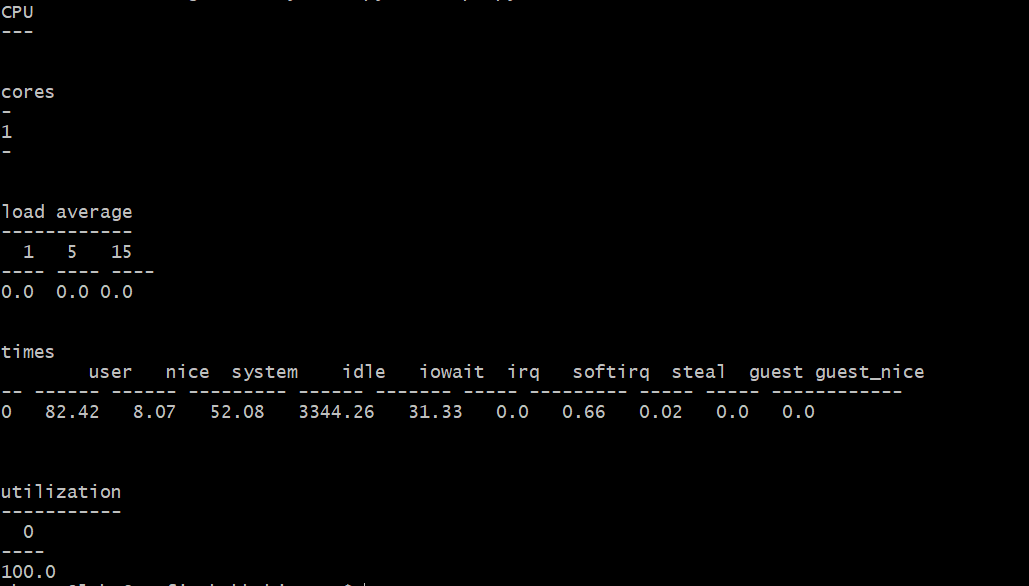 CPU
---
cores
-
1
-
load average
------------
  1   5   15
---- ---- ----
0.0  0.0 0.0
times
        user   nice  system    idle   iowait  irq   softirq  steal  guest guest_nice
-- ------ ------ ---------- ------ ------- ----- --------- ----- ----- ------------
0   82.42   8.07   52.08   3344.26   31.33   0.0   0.66   0.02   0.0   0.0
utilization
-----------
  0
----
100.0